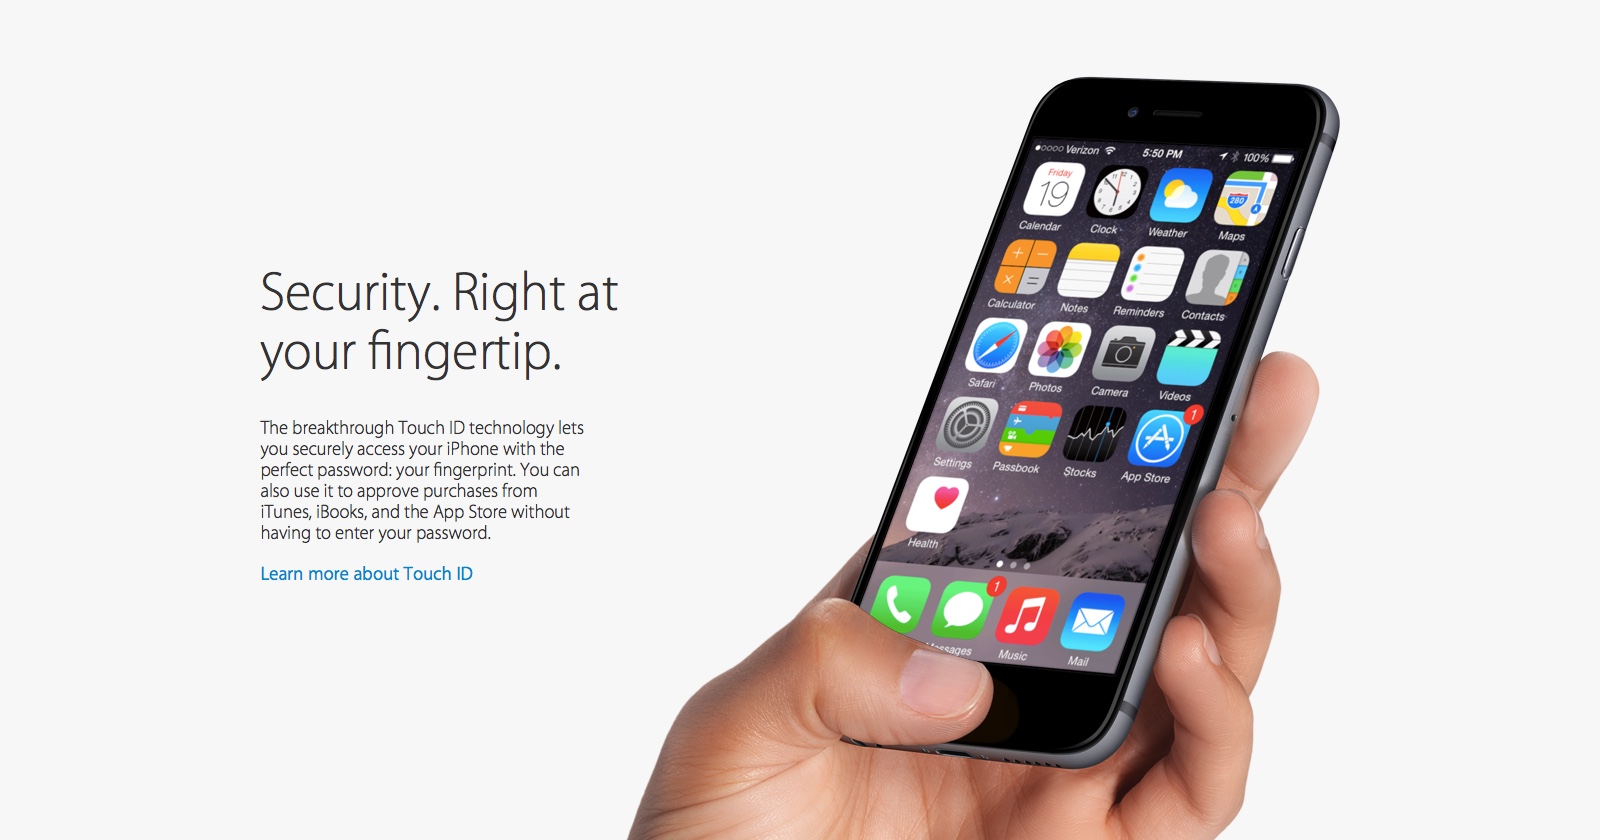 Security. Right at
your fingertip.
The breakthrough Touch ID technology lets
you securely access your iPhone with the
perfect password: your fingerprint. You can
also use it to approve purchases from
iTunes, iBooks, and the App Store without
having to enter your password.
Learn more about Touch ID
Verizon 5:50 PM 100%
Friday
19
280
Calendar Clock Weather Maps
Calculator Notes Reminders Contacts
Safari Photos Camera Videos
1
Settings Passbook Stocks App Store
Health
1
Music Mail